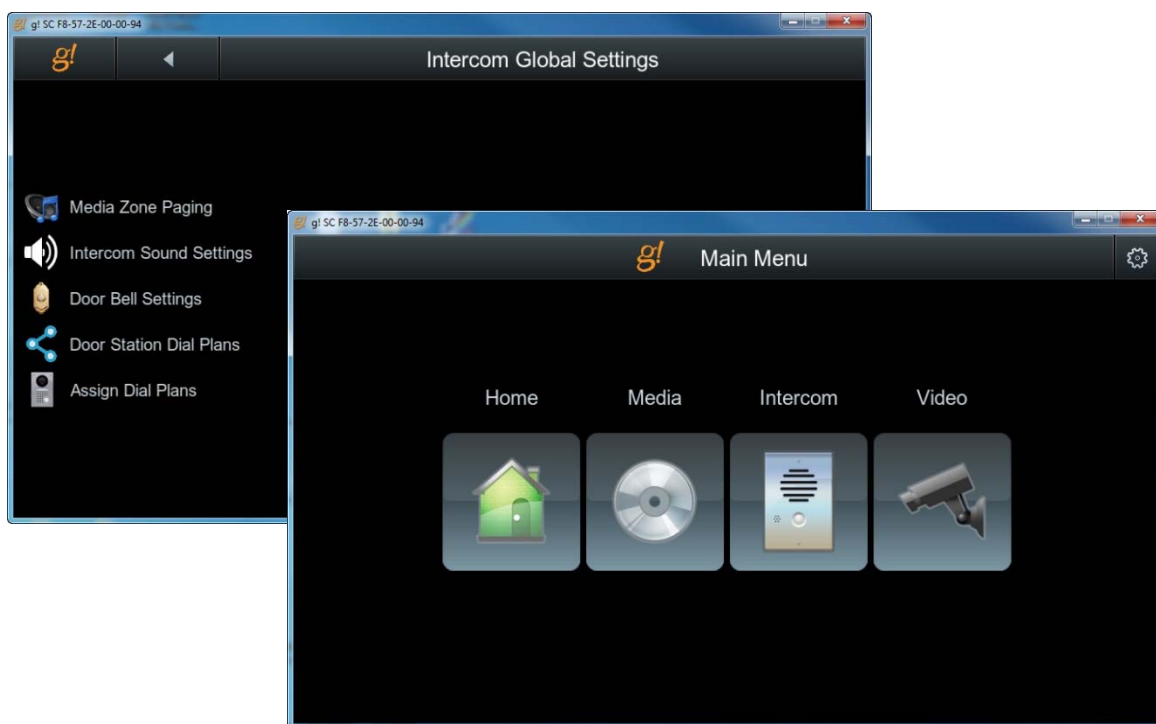 g! SC F8-57-2E-00-00-94
g! Intercom Global Settings
Media Zone Paging
Intercom Sound Settings
Door Bell Settings
Door Station Dial Plans
Assign Dial Plans
g! SC F8-57-2E-00-00-94
g! Main Menu
Home Media Intercom Video